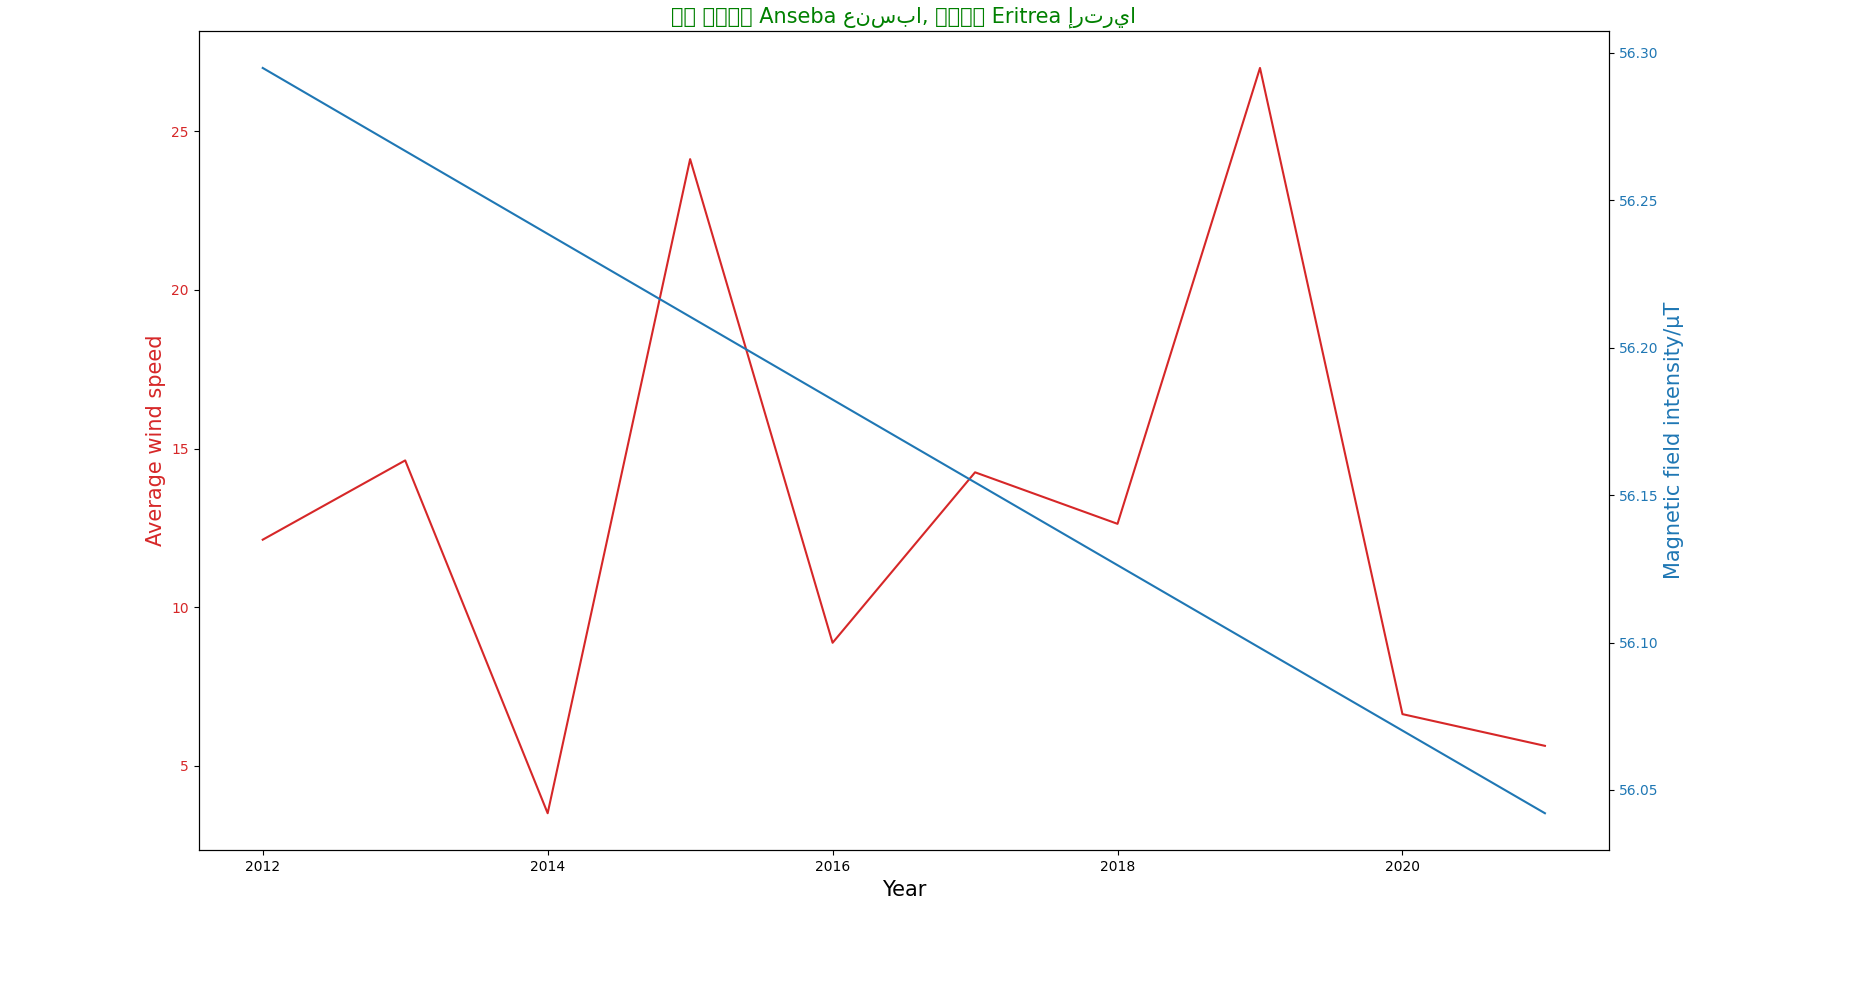 Anseba عنسبا, Eritrea إرتريا
25
20
15
10
5
Average wind speed
56.30
56.25
56.20
56.15
56.10
56.05
Magnetic field intensity/μT
2012 2014 2016 2018 2020
Year